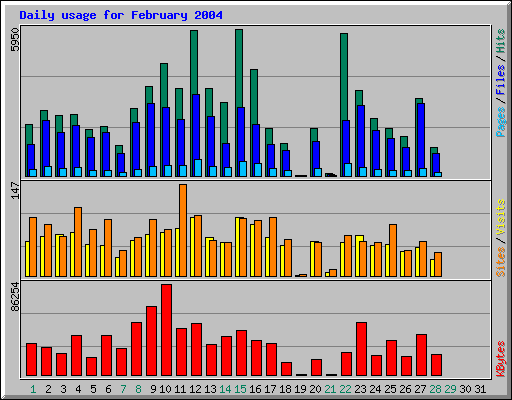 Daily usage for February 2004
5950
Pages / Files / Hits
147
Sites / Visits
86254
KBytes
1 2 3 4 5 6 7 8 9 10 11 12 13 14 15 16 17 18 19 20 21 22 23 24 25 26 27 28 29 30 31